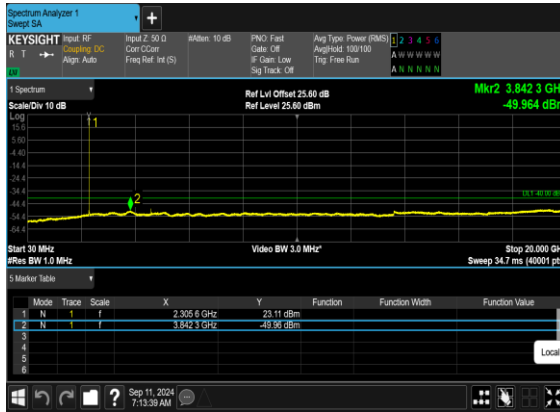 Spectrum Analyzer 1
Swept SA
+
KEYSIGHT Input: RF Input Z: 50 Ω #Atten: 10 dB PNO: Fast Avg Type: Power (RMS) 1 2 3 4 5 6
R T Coupling: DC Corr CCorr Gate: Off Avg|Hold: 100/100 A W W W W W
Align: Auto Freq Ref: Int (S) IF Gain: Low Trig: Free Run
LXI Sig Track: Off A N N N N N
1 Spectrum Ref Lvl Offset 25.60 dB Mkr2 3.842 3 GH
Scale/Div 10 dB Ref Level 25.60 dBm -49.964 dBr
Log
15.6
5.60
-4.40
-14.4
-24.4
-34.4
-44.4
-54.4
-64.4
1
2
Start 30 MHz Video BW 3.0 MHz* Stop 20.000 GH
#Res BW 1.0 MHz Sweep 34.7 ms (40001 pt
5 Marker Table
Mode Trace Scale X Y Function Function Width Function Value
1 N 1 f 2.305 6 GHz 23.11 dBm
2 N 1 f 3.842 3 GHz -49.96 dBm
3
4
5
6
Local
?
Sep 11, 2024
7:13:39 AM